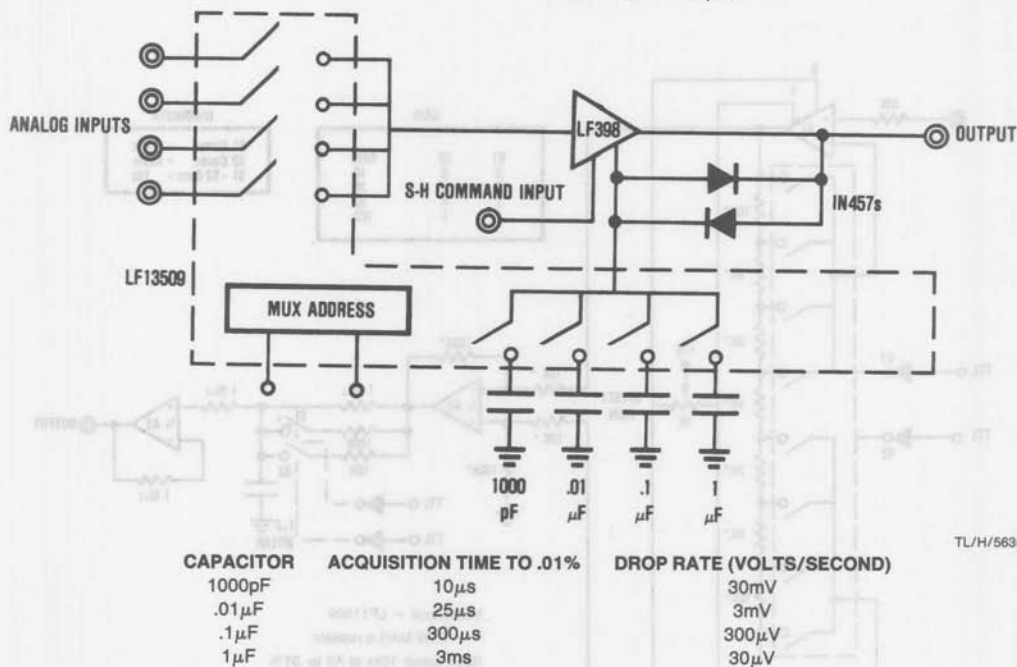 ANALOG INPUTS
LF398
OUTPUT
S-H COMMAND INPUT
IN457s
LF13509
MUX ADDRESS
1000 pF
.01 μF
.1 μF
1 μF
TL/H/563
CAPACITOR ACQUISITION TIME TO .01% DROP RATE (VOLTS/SECOND)
1000pF 10μs 30mV
.01μF 25μs 3mV
.1μF 300μs 300μV
1μF 3ms 30μV